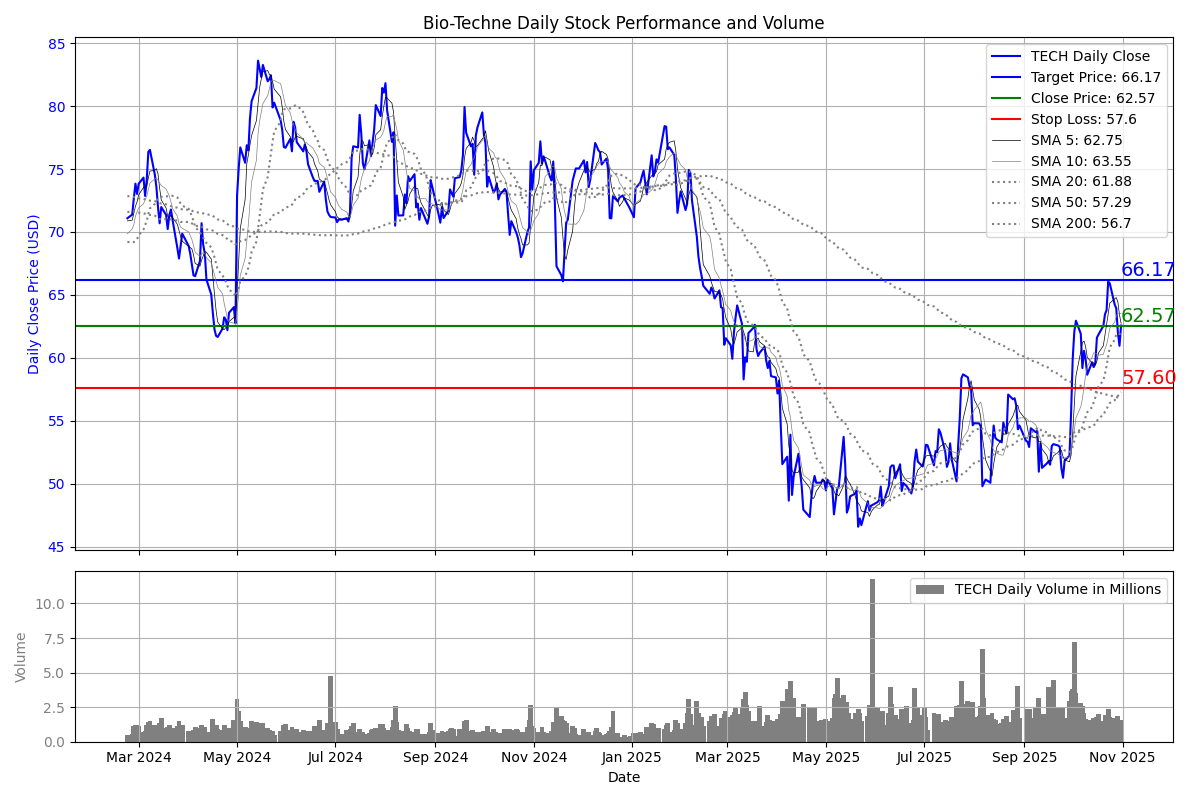 Bio-Techne Daily Stock Performance and Volume
85
80
75
70
65
60
55
50
45
Daily Close Price (USD)
TECH Daily Close
Target Price: 66.17
Close Price: 62.57
Stop Loss: 57.6
SMA 5: 62.75
SMA 10: 63.55
SMA 20: 61.88
SMA 50: 57.29
SMA 200: 56.7
66.17
62.57
57.60
TECH Daily Volume in Millions
10.0
7.5
5.0
2.5
0.0
Volume
Mar 2024 May 2024 Jul 2024 Sep 2024 Nov 2024 Jan 2025 Mar 2025 May 2025 Jul 2025 Sep 2025 Nov 2025
Date